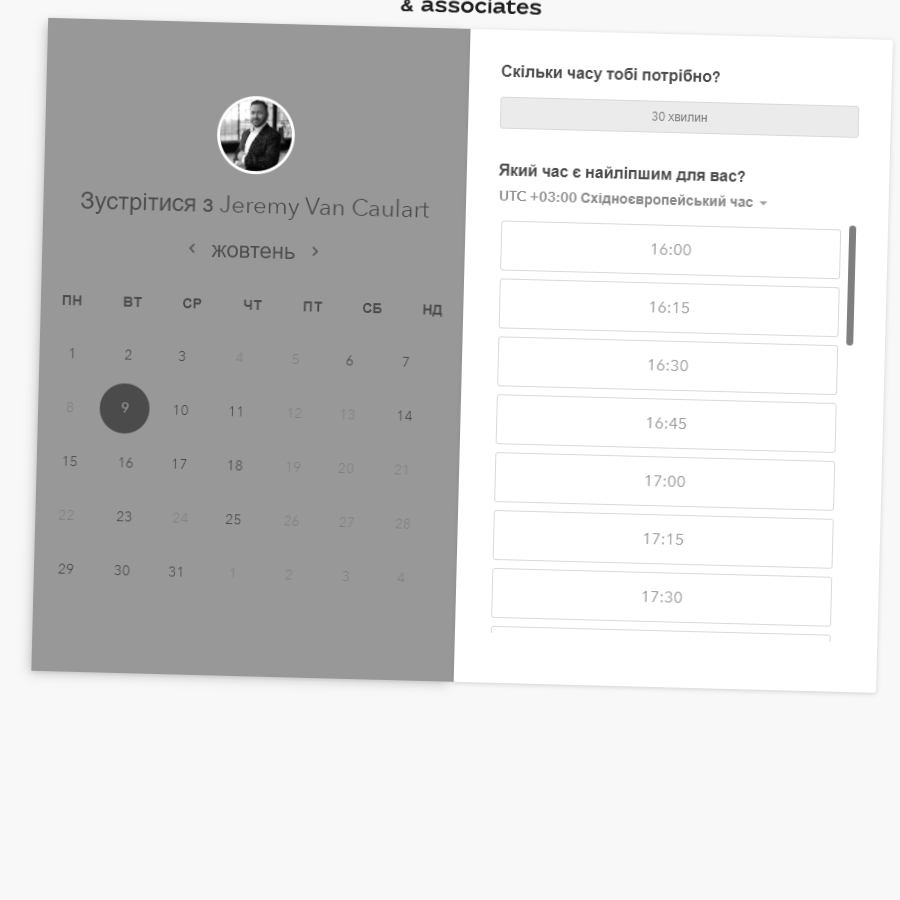 & associates
Зустрітися з Jeremy Van Caulart
жовтень
ПН ВТ СР ЧТ ПТ СБ НД
1 2 3 4 5 6 7
8 9 10 11 12 13 14
15 16 17 18 19 20 21
22 23 24 25 26 27 28
29 30 31 1 2 3 4
Скільки часу тобі потрібно?
30 хвилин
Який час є найліпшим для вас?
UTC +03:00 Східноєвропейський час
16:00
16:15
16:30
16:45
17:00
17:15
17:30